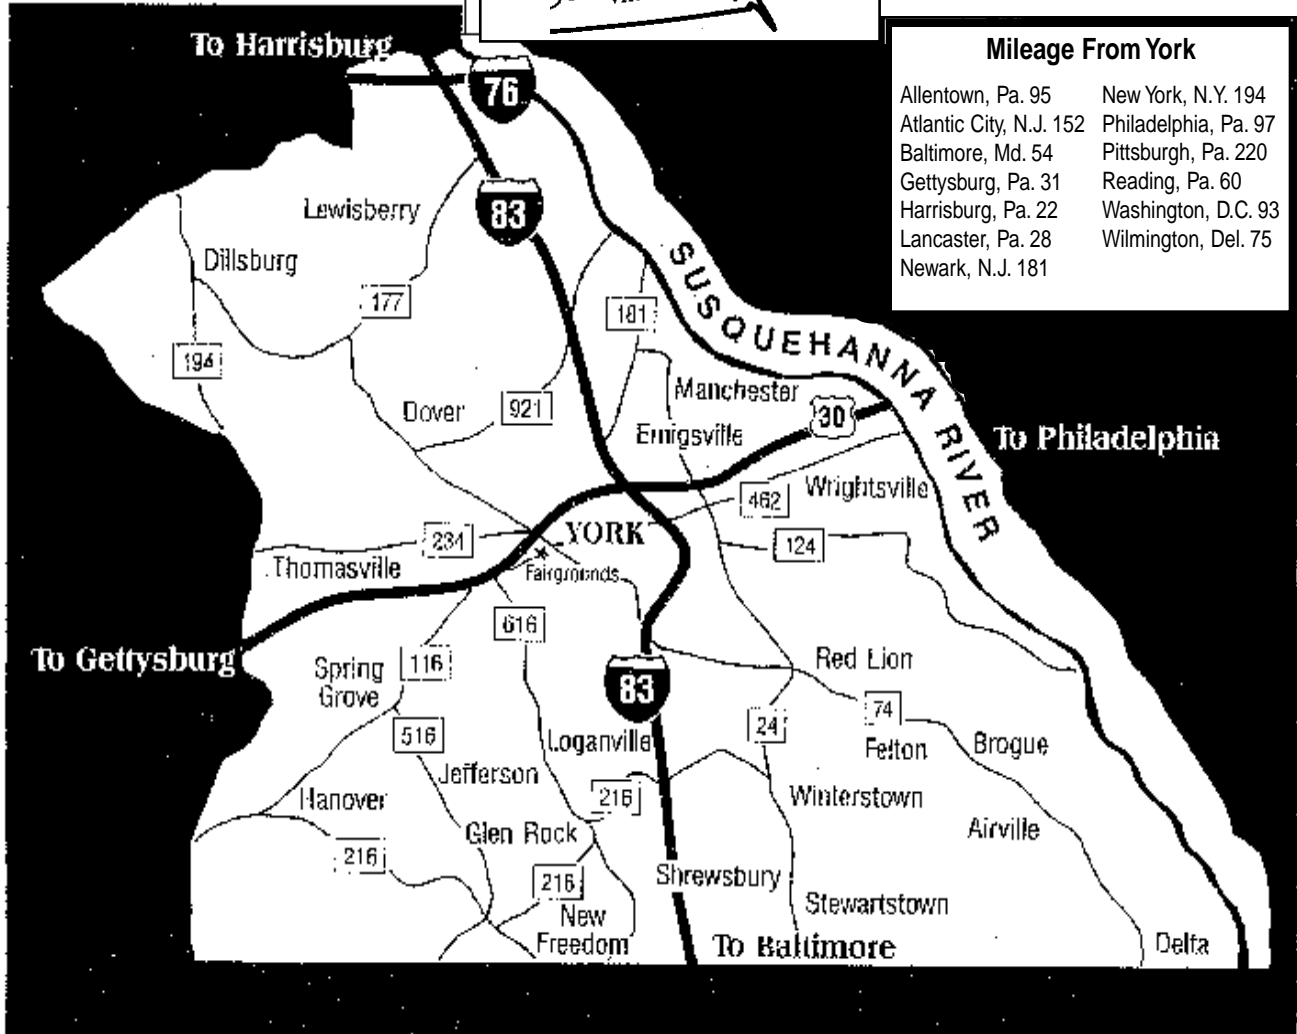 To Harrisburg
76
Mileage From York
Allentown, Pa. 95
Atlantic City, N.J. 152
Baltimore, Md. 54
Gettysburg, Pa. 31
Harrisburg, Pa. 22
Lancaster, Pa. 28
Newark, N.J. 181
New York, N.Y. 194
Philadelphia, Pa. 97
Pittsburgh, Pa. 220
Reading, Pa. 60
Washington, D.C. 93
Wilmington, Del. 75
83
Lewisberry
Dillsburg
177
181
194
SUSQUEHANNA RIVER
Manchester
Dover
921
30
Emigsville
To Philadelphia
Wrightsville
462
YORK
234
124
Thomasville
Fairgrounds
616
To Gettysburg
Spring
Grove
116
83
Red Lion
74
24
516
Loganville
Felton
Brogue
Jefferson
216
Winterstown
Hanover
Airville
Glen Rock
216
216
Shrewsbury
Stewartstown
New
Freedom
To Baltimore
Delta